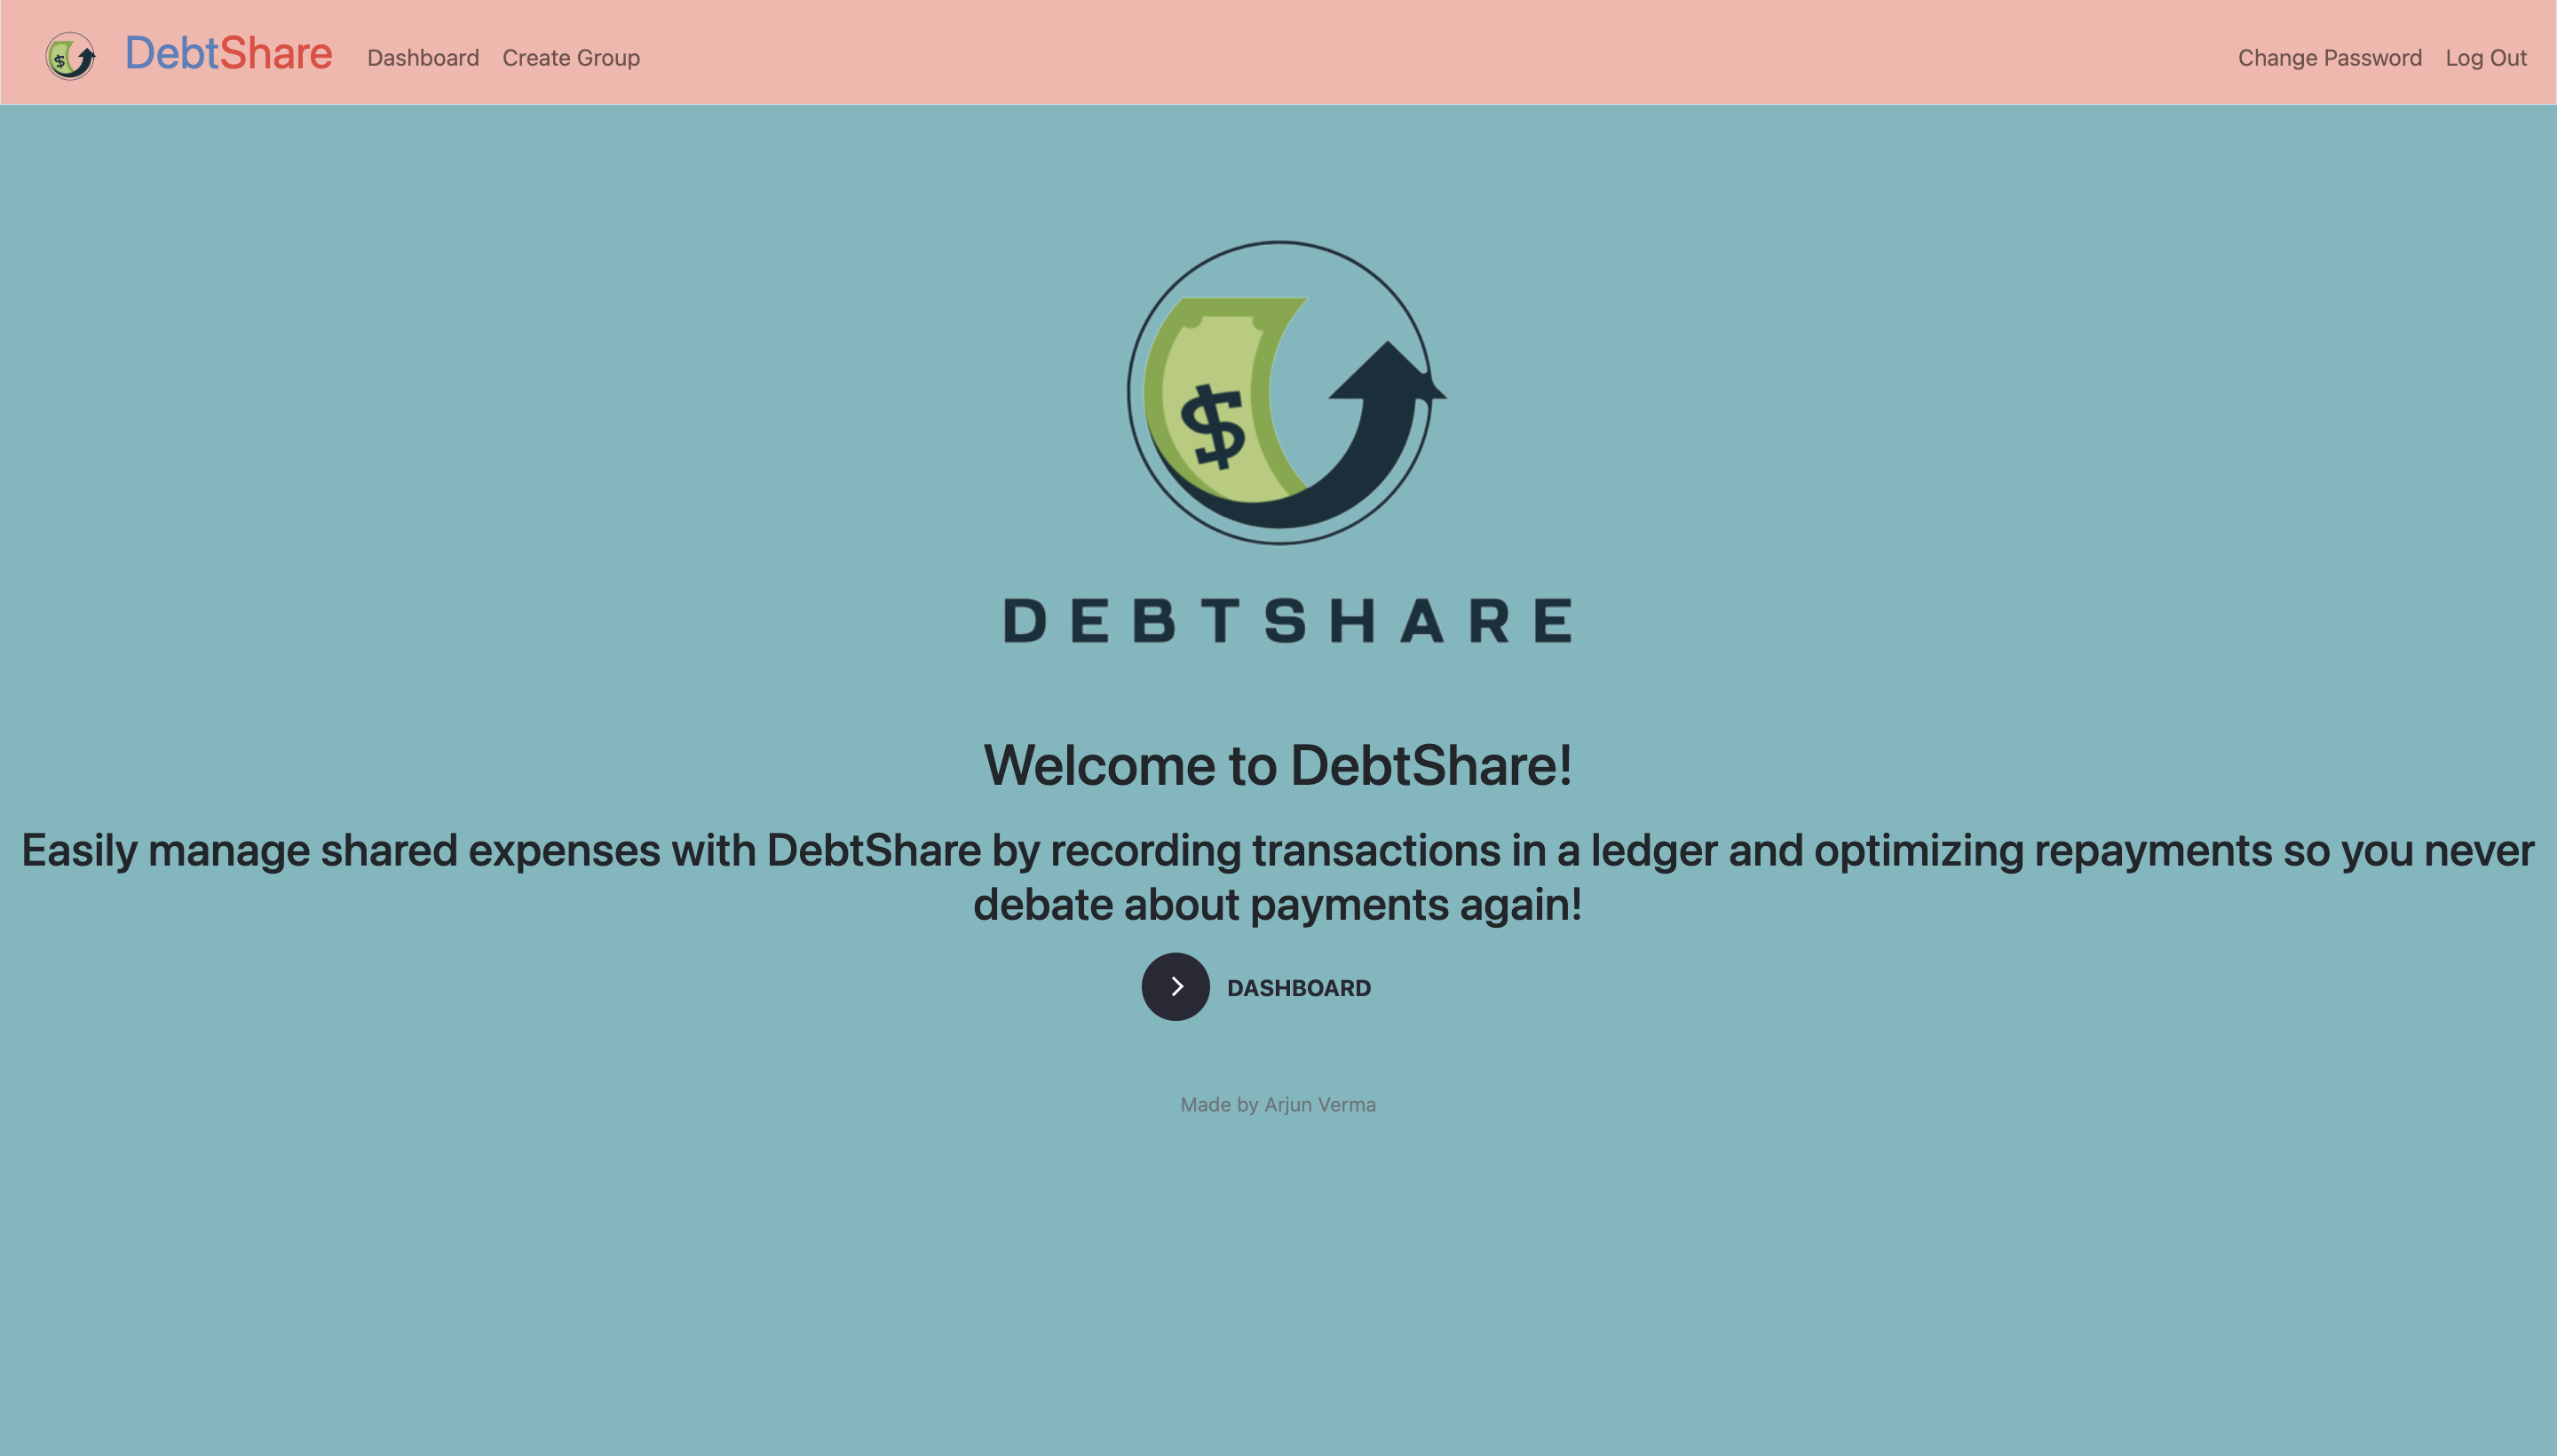 $ DebtShare Dashboard Create Group Change Password Log Out
$
DEBTSHARE
Welcome to DebtShare!
Easily manage shared expenses with DebtShare by recording transactions in a ledger and optimizing repayments so you never
debate about payments again!
DASHBOARD
Made by Arjun Verma